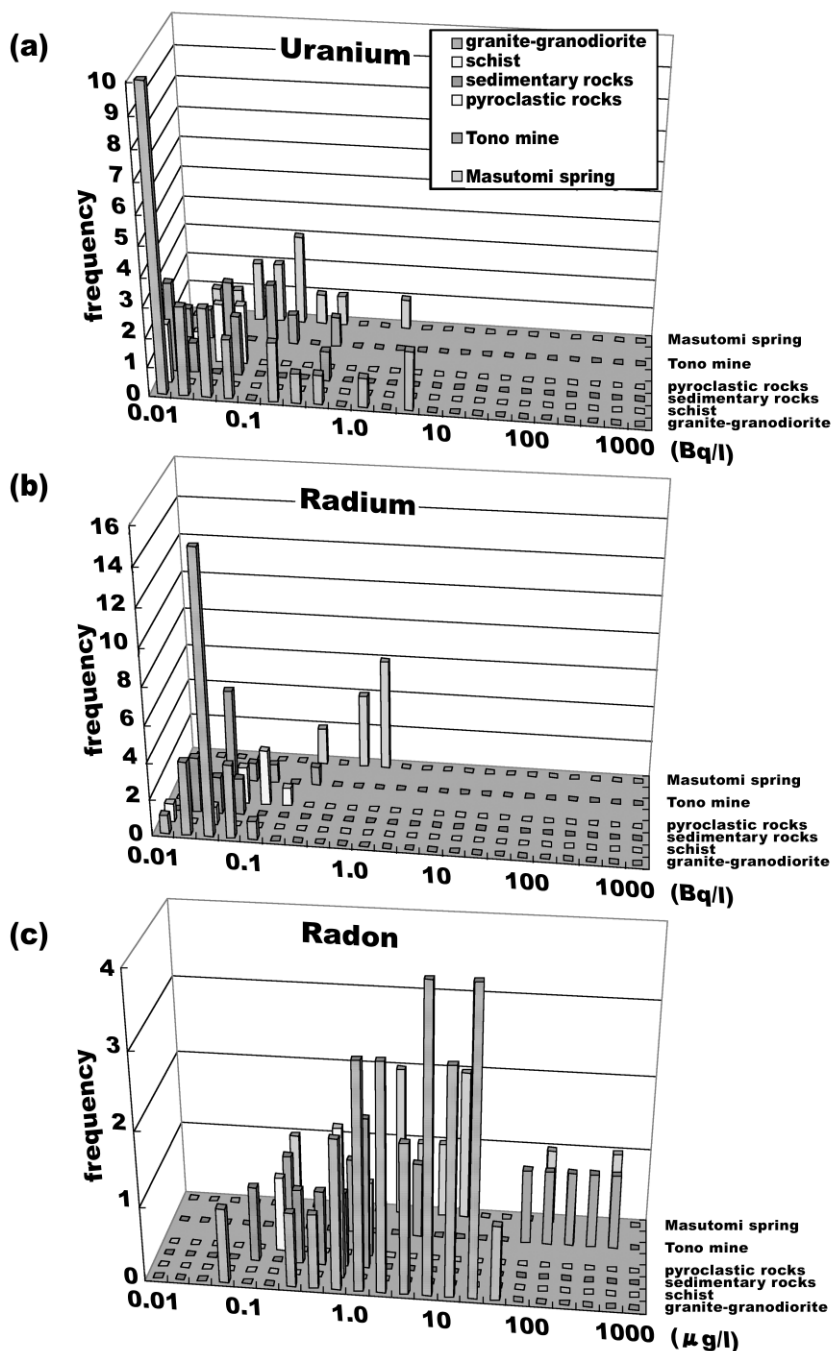 (a)
Uranium
granite-granodiorite
schist
sedimentary rocks
pyroclastic rocks
Tono mine
Masutomi spring
frequency
10
9
8
7
6
5
4
3
2
1
0
0.01
0.1
1.0
10
100
1000
(Bq/l)
Masutomi spring
Tono mine
pyroclastic rocks
sedimentary rocks
schist
granite-granodiorite
(b)
Radium
frequency
16
14
12
10
8
6
4
2
0
0.01
0.1
1.0
10
100
1000
(Bq/l)
Masutomi spring
Tono mine
pyroclastic rocks
sedimentary rocks
schist
granite-granodiorite
(c)
Radon
frequency
4
3
2
1
0
0.01
0.1
1.0
10
100
1000
(μg/l)
Masutomi spring
Tono mine
pyroclastic rocks
sedimentary rocks
schist
granite-granodiorite